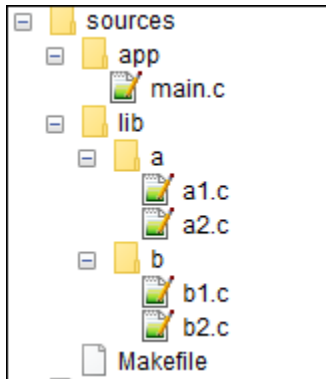 sources
app
main.c
lib
a
a1.c
a2.c
b
b1.c
b2.c
Makefile